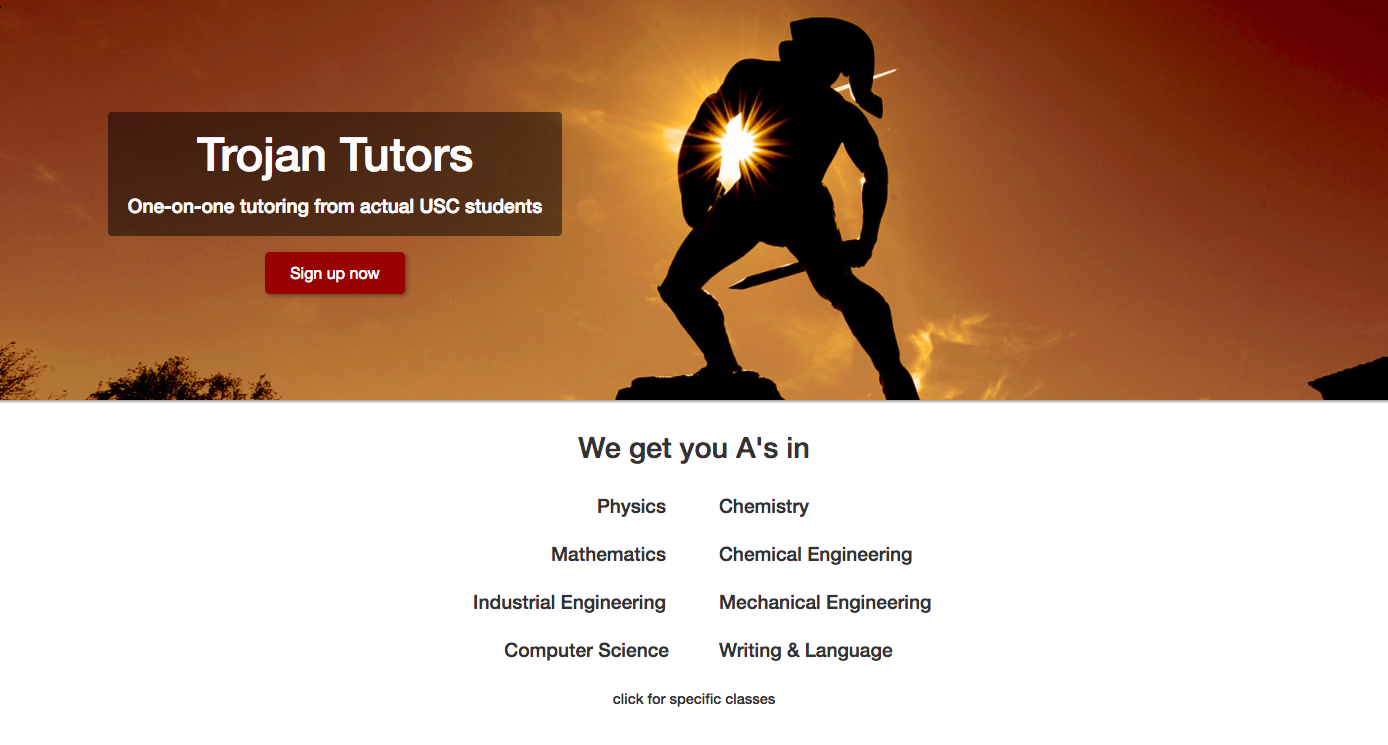 Trojan Tutors
One-on-one tutoring from actual USC students
Sign up now
We get you A's in
Physics Chemistry
Mathematics Chemical Engineering
Industrial Engineering Mechanical Engineering
Computer Science Writing & Language
click for specific classes